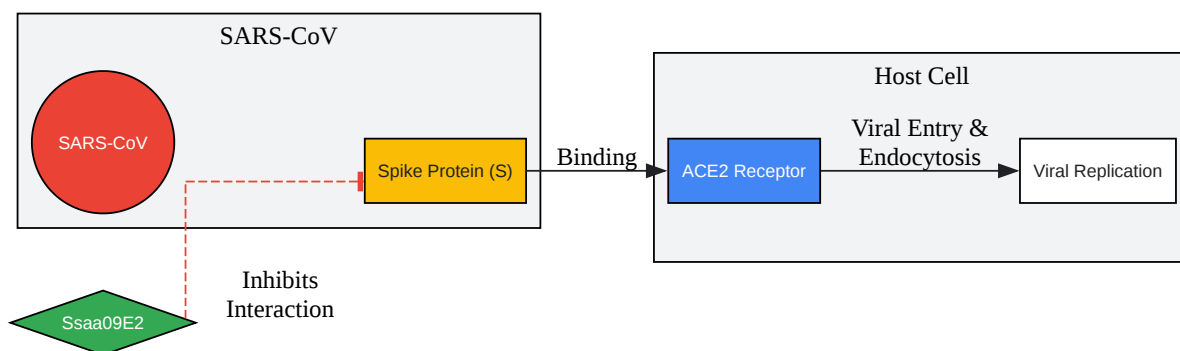 SARS-CoV
SARS-CoV
Spike Protein (S)
Binding
Host Cell
ACE2 Receptor
Viral Entry &
Endocytosis
Viral Replication
Inhibits
Interaction
Ssaa09E2